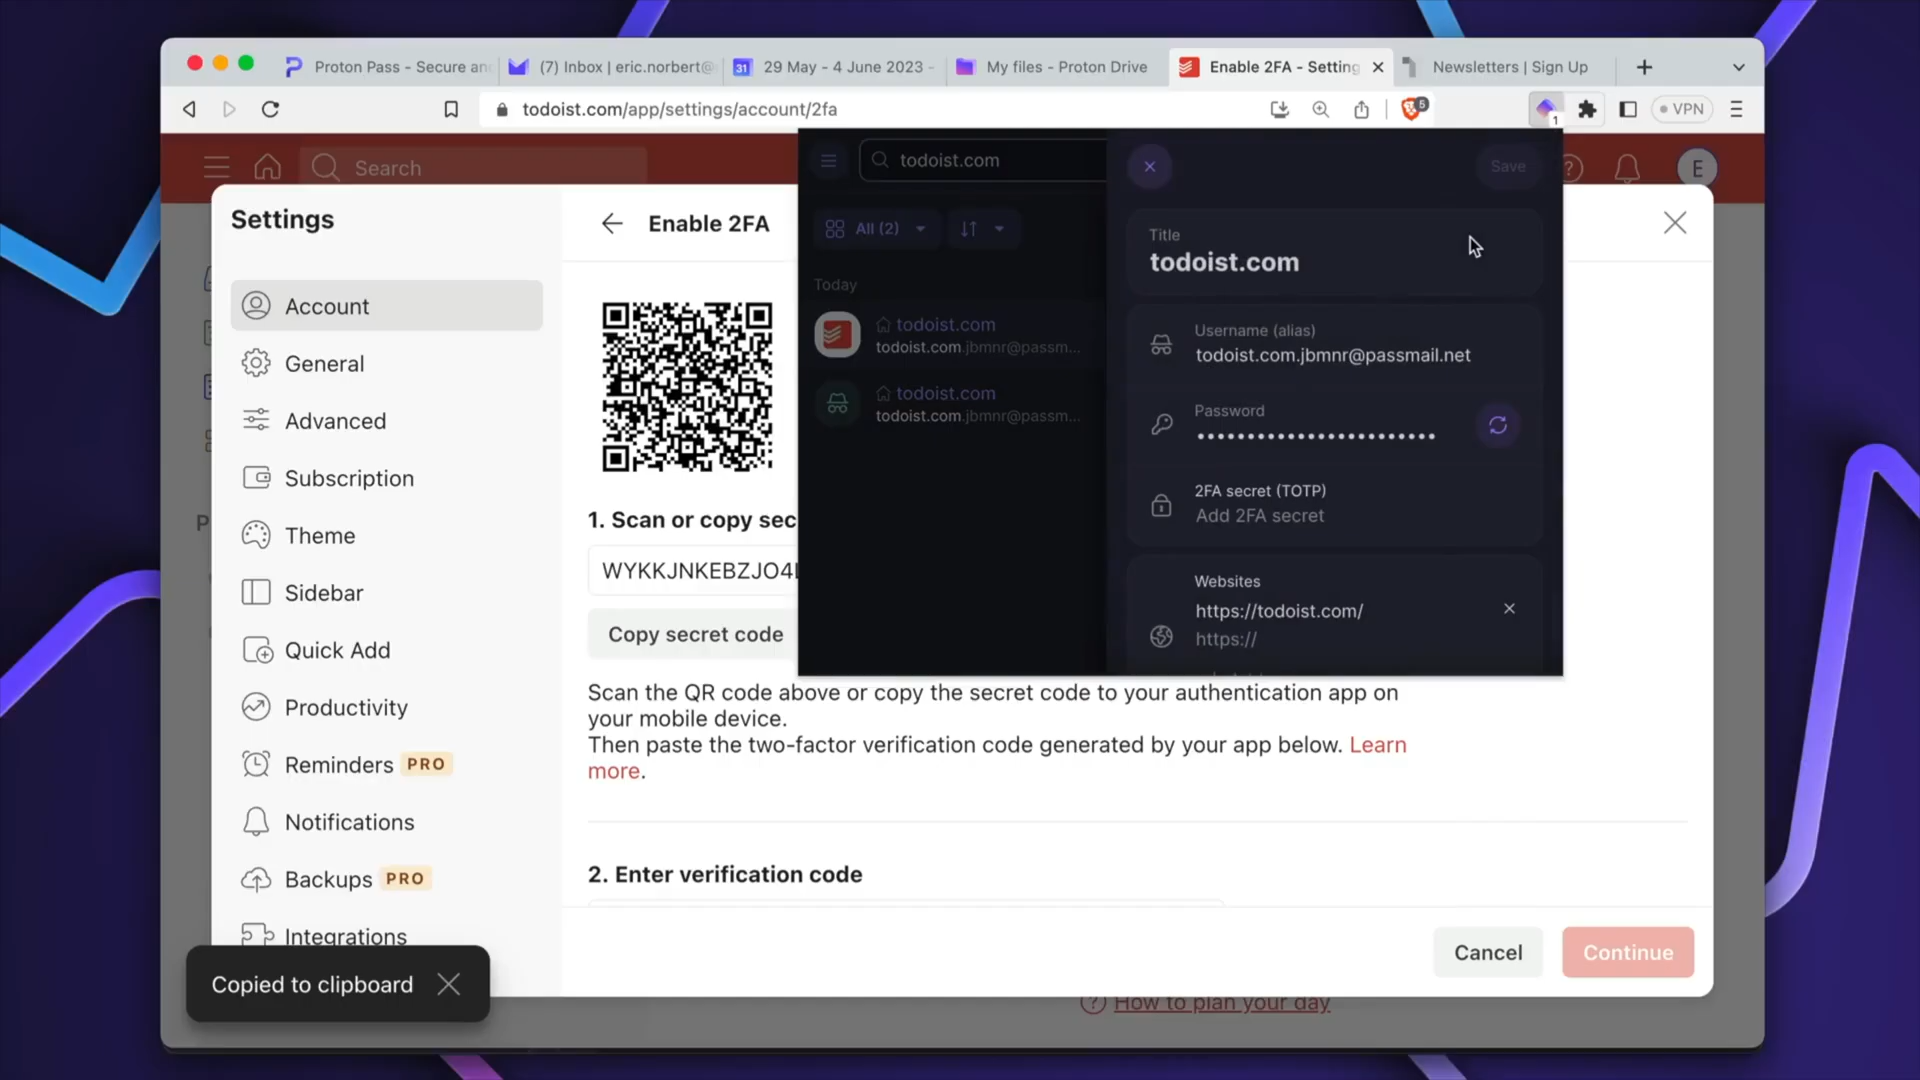 Proton Pass - Secure an
(7) Inbox | eric.norbert@
31
29 May - 4 June 2023 -
My files - Proton Drive
Enable 2FA - Setting
Newsletters | Sign Up
todoist.com/app/settings/account/2fa
5
1
VPN
Search
E
Settings
Account
General
Advanced
Subscription
Theme
Sidebar
Quick Add
Productivity
Reminders PRO
Notifications
Backups PRO
Integrations
Enable 2FA
1. Scan or copy sec
WYKKJNKEBZJO4
Copy secret code
Scan the QR code above or copy the secret code to your authentication app on
your mobile device.
Then paste the two-factor verification code generated by your app below. Learn
more.
2. Enter verification code
Cancel
Continue
todoist.com
All (2)
Today
todoist.com
todoist.com.jbmnr@passm...
todoist.com
todoist.com.jbmnr@passm...
Save
Title
todoist.com
Username (alias)
todoist.com.jbmnr@passmail.net
Password
••••••••••••••••••••••••
2FA secret (TOTP)
Add 2FA secret
Websites
https://todoist.com/
https://
Copied to clipboard
How to plan your day